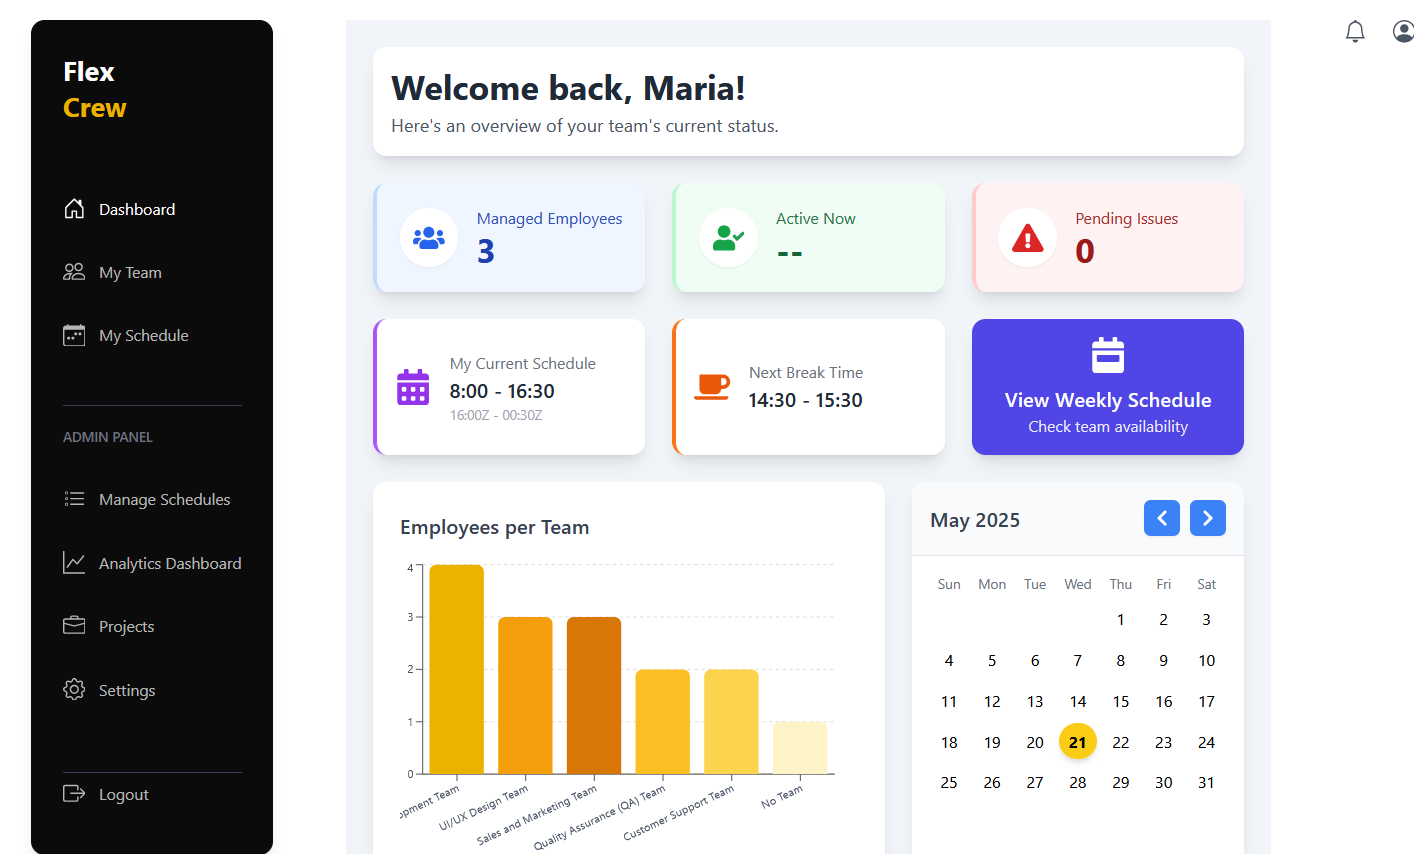 Flex
Crew
Dashboard
My Team
My Schedule
ADMIN PANEL
Manage Schedules
Analytics Dashboard
Projects
Settings
Logout
Welcome back, Maria!
Here's an overview of your team's current status.
Managed Employees
3
Active Now
--
Pending Issues
0
My Current Schedule
8:00 - 16:30
16:00Z - 00:30Z
Next Break Time
14:30 - 15:30
View Weekly Schedule
Check team availability
Employees per Team
4
3
2
1
0
opment Team
UI/UX Design Team
Sales and Marketing Team
Quality Assurance (QA) Team
Customer Support Team
No Team
May 2025
Sun Mon Tue Wed Thu Fri Sat
1 2 3
4 5 6 7 8 9 10
11 12 13 14 15 16 17
18 19 20 21 22 23 24
25 26 27 28 29 30 31